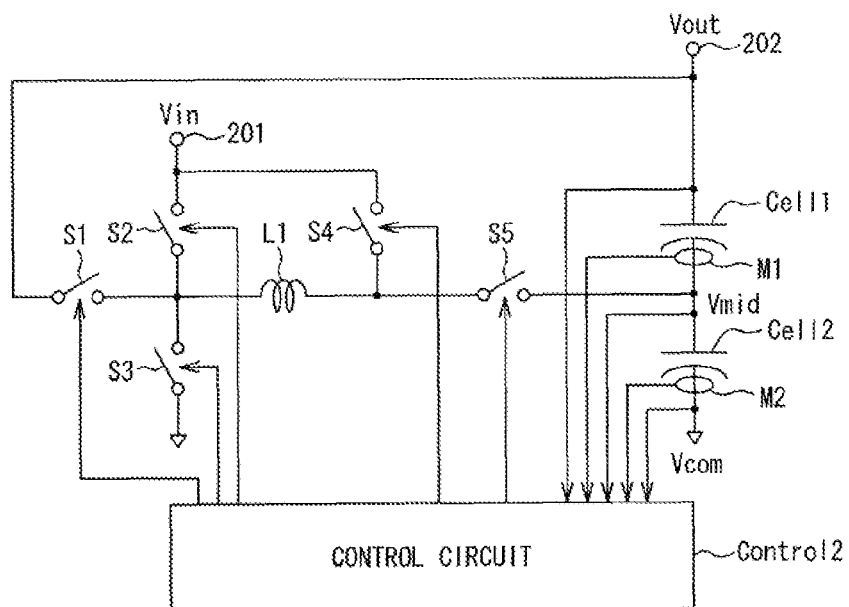 Vout
202
Vin
201
Cell1
S1
S2
L1
S4
S5
M1
Vmid
Cell2
S3
M2
Vcom
CONTROL CIRCUIT
Control2